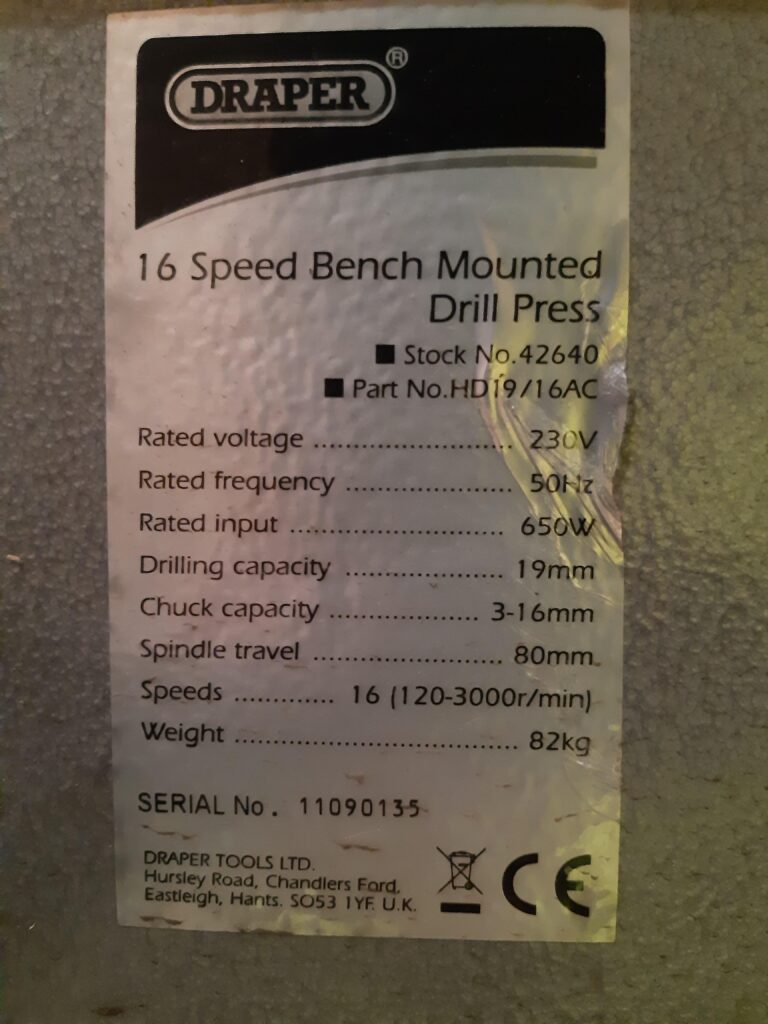 DRAPER®
16 Speed Bench Mounted
Drill Press
■ Stock No.42640
■ Part No.HD19/16AC
Rated voltage ........................ 230V
Rated frequency ..................... 50Hz
Rated input ........................... 650W
Drilling capacity .................... 19mm
Chuck capacity ................... 3-16mm
Spindle travel ........................ 80mm
Speeds ............. 16 (120-3000r/min)
Weight .................................... 82kg
SERIAL No. 11090135
DRAPER TOOLS LTD.
Hursley Road, Chandlers Ford,
Eastleigh, Hants. SO53 1YF. U.K.
CE